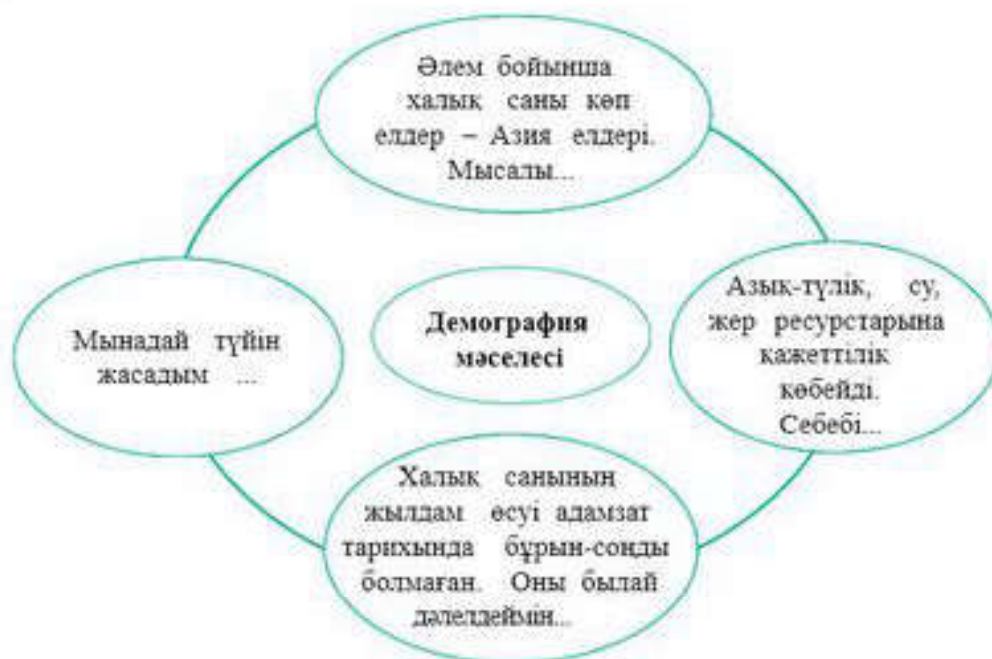 Әлем бойынша
халық саны көп
елдер – Азия елдері.
Мысалы...
Азық-түлік, су,
жер ресурстарына
қажеттілік
көбейді.
Себебі...
Демография
мәселесі
Мынадай түйін
жасадым ...
Халық санының
жылдам өсуі адамзат
тарихында бұрын-соңды
болмаған. Оны былай
дәлелдеймін...